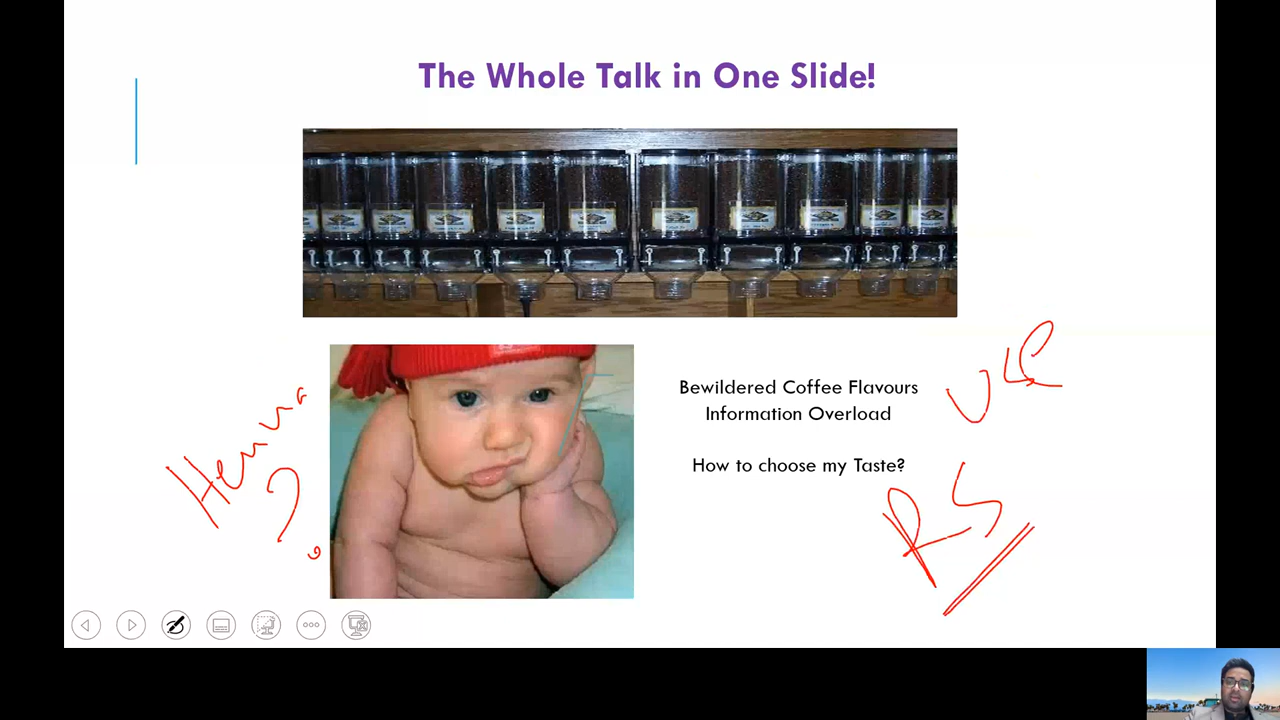 The Whole Talk in One Slide!
Bewildered Coffee Flavours
Information Overload
How to choose my Taste?
?
RS